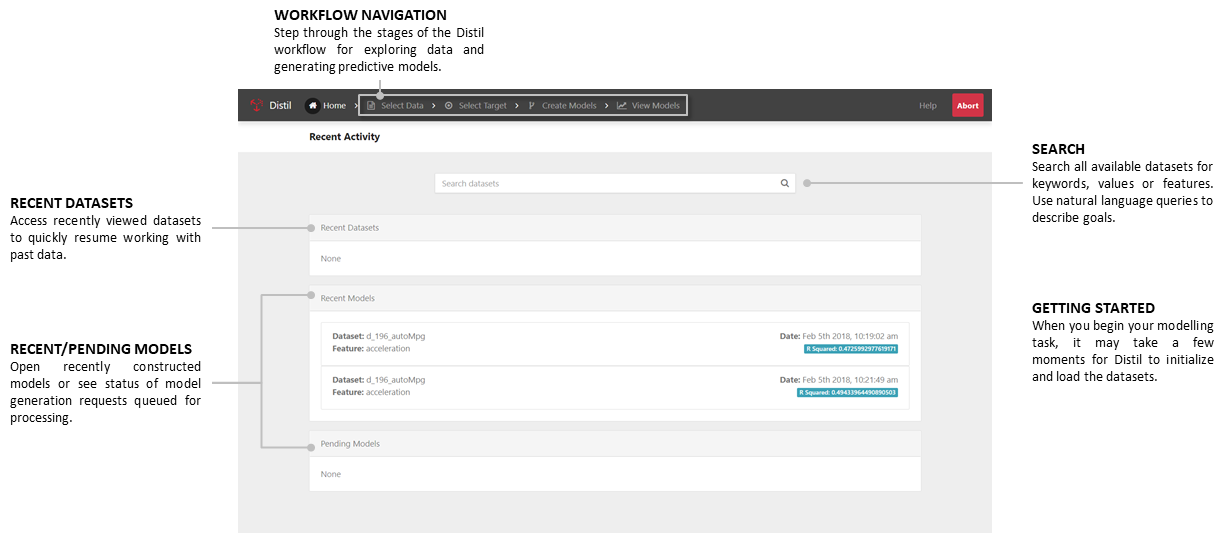 WORKFLOW NAVIGATION
Step through the stages of the Distil
workflow for exploring data and
generating predictive models.
Distil Home Select Data Select Target Create Models View Models Help Abort
Recent Activity
Search datasets
SEARCH
Search all available datasets for
keywords, values or features.
Use natural language queries to
describe goals.
RECENT DATASETS
Access recently viewed datasets
to quickly resume working with
past data.
Recent Datasets
None
Recent Models
Dataset: d_196_autoMpg Date: Feb 5th 2018, 10:19:02 am
Feature: acceleration R Squared: 0.4725992977619171
Dataset: d_196_autoMpg Date: Feb 5th 2018, 10:21:49 am
Feature: acceleration R Squared: 0.49433964490890503
GETTING STARTED
When you begin your modelling
task, it may take a few
moments for Distil to initialize
and load the datasets.
RECENT/PENDING MODELS
Open recently constructed
models or see status of model
generation requests queued for
processing.
Pending Models
None